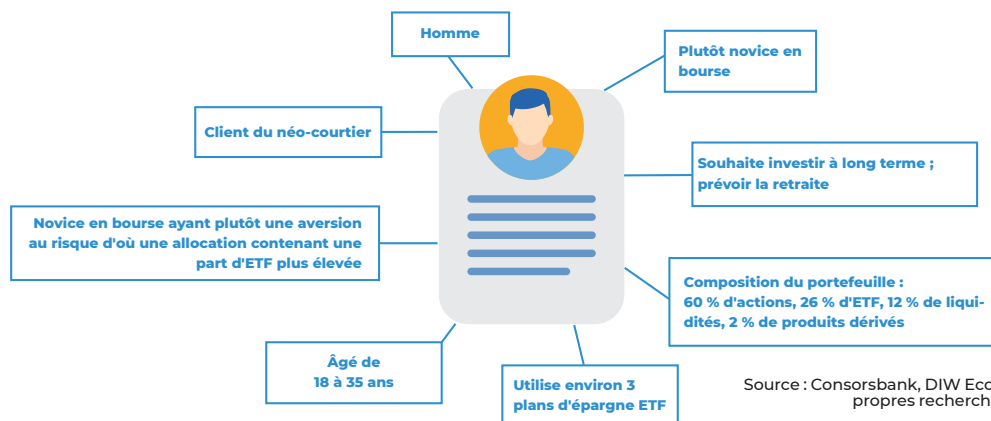 Homme
Plutôt novice en
bourse
Client du néo-courtier
Souhaite investir à long terme ;
prévoir la retraite
Novice en bourse ayant plutôt une aversion
au risque d'où une allocation contenant une
part d'ETF plus élevée
Composition du portefeuille :
60 % d'actions, 26 % d'ETF, 12 % de liqui-
dités, 2 % de produits dérivés
Âgé de
18 à 35 ans
Utilise environ 3
plans d'épargne ETF
Source : Consorsbank, DIW Eco
propres recherch